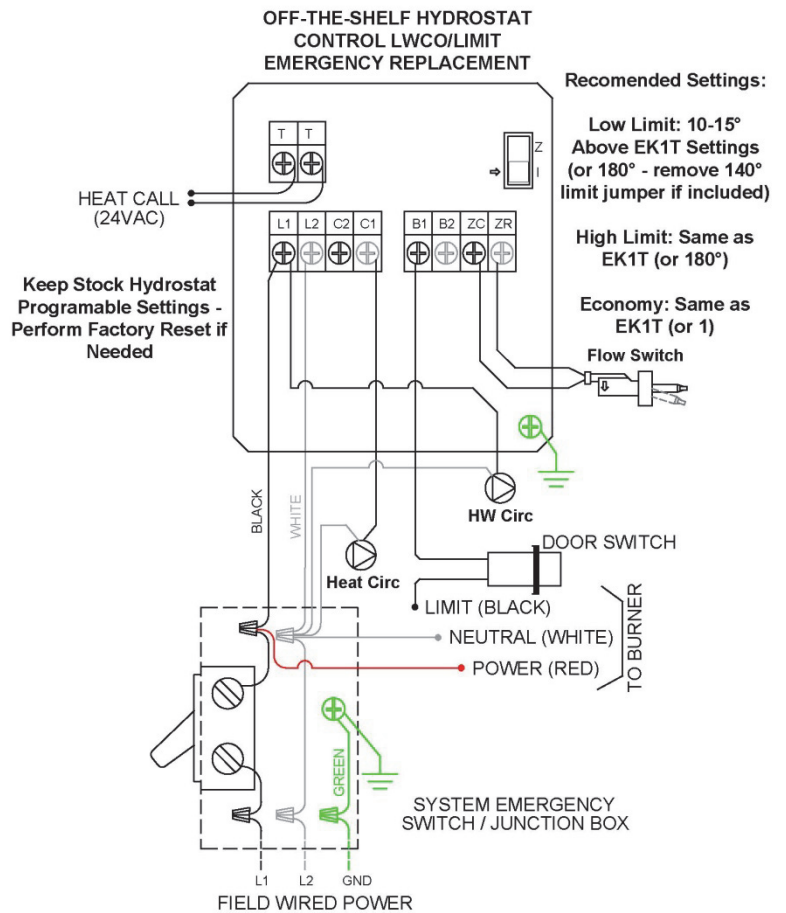 OFF-THE-SHELF HYDROSTAT
CONTROL LWCO/LIMIT
EMERGENCY REPLACEMENT
Recomended Settings:
Low Limit: 10-15°
Above EK1T Settings
(or 180° - remove 140°
limit jumper if included)
High Limit: Same as
EK1T (or 180°)
Economy: Same as
EK1T (or 1)
T T
Z
I
HEAT CALL
(24VAC)
L1 L2 C2 C1
B1 B2 ZC ZR
Keep Stock Hydrostat
Programable Settings -
Perform Factory Reset if
Needed
Flow Switch
BLACK
WHITE
HW Circ
Heat Circ
DOOR SWITCH
LIMIT (BLACK)
NEUTRAL (WHITE)
POWER (RED)
TO BURNER
GREEN
SYSTEM EMERGENCY
SWITCH / JUNCTION BOX
L1 L2 GND
FIELD WIRED POWER